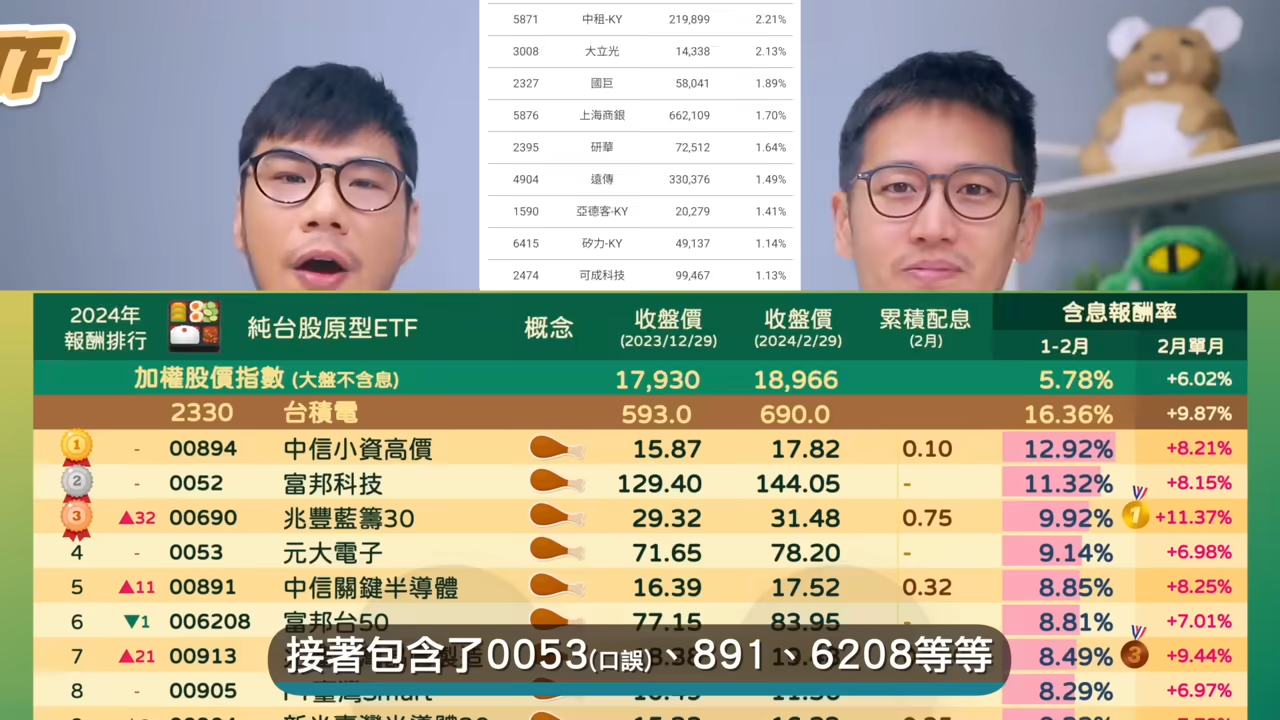 TF
5871 中租-KY 219,899 2.21%
3008 大立光 14,338 2.13%
2327 國巨 58,041 1.89%
5876 上海商銀 662,109 1.70%
2395 研華 72,512 1.64%
4904 遠傳 330,376 1.49%
1590 亞德客-KY 20,279 1.41%
6415 矽力-KY 49,137 1.14%
2474 可成科技 99,467 1.13%
2024年報酬排行 純台股原型ETF 概念 收盤價 (2023/12/29) 收盤價 (2024/2/29) 累積配息 (2月) 含息報酬率
1-2月 2月單月
加權股價指數 (大盤不含息) 17,930 18,966 5.78% +6.02%
2330 台積電 593.0 690.0 16.36% +9.87%
1 - 00894 中信小資高價 15.87 17.82 0.10 12.92% +8.21%
2 - 0052 富邦科技 129.40 144.05 - 11.32% +8.15%
3 ▲32 00690 兆豐藍籌30 29.32 31.48 0.75 9.92% 1 +11.37%
4 - 0053 元大電子 71.65 78.20 - 9.14% +6.98%
5 ▲11 00891 中信關鍵半導體 16.39 17.52 0.32 8.85% +8.25%
6 ▼1 006208 富邦台50 77.15 83.95 - 8.81% +7.01%
7 ▲21 00913 8.49% 3 +9.44%
8 - 00905 8.29% +6.97%
接著包含了0053(口誤)、891、6208等等